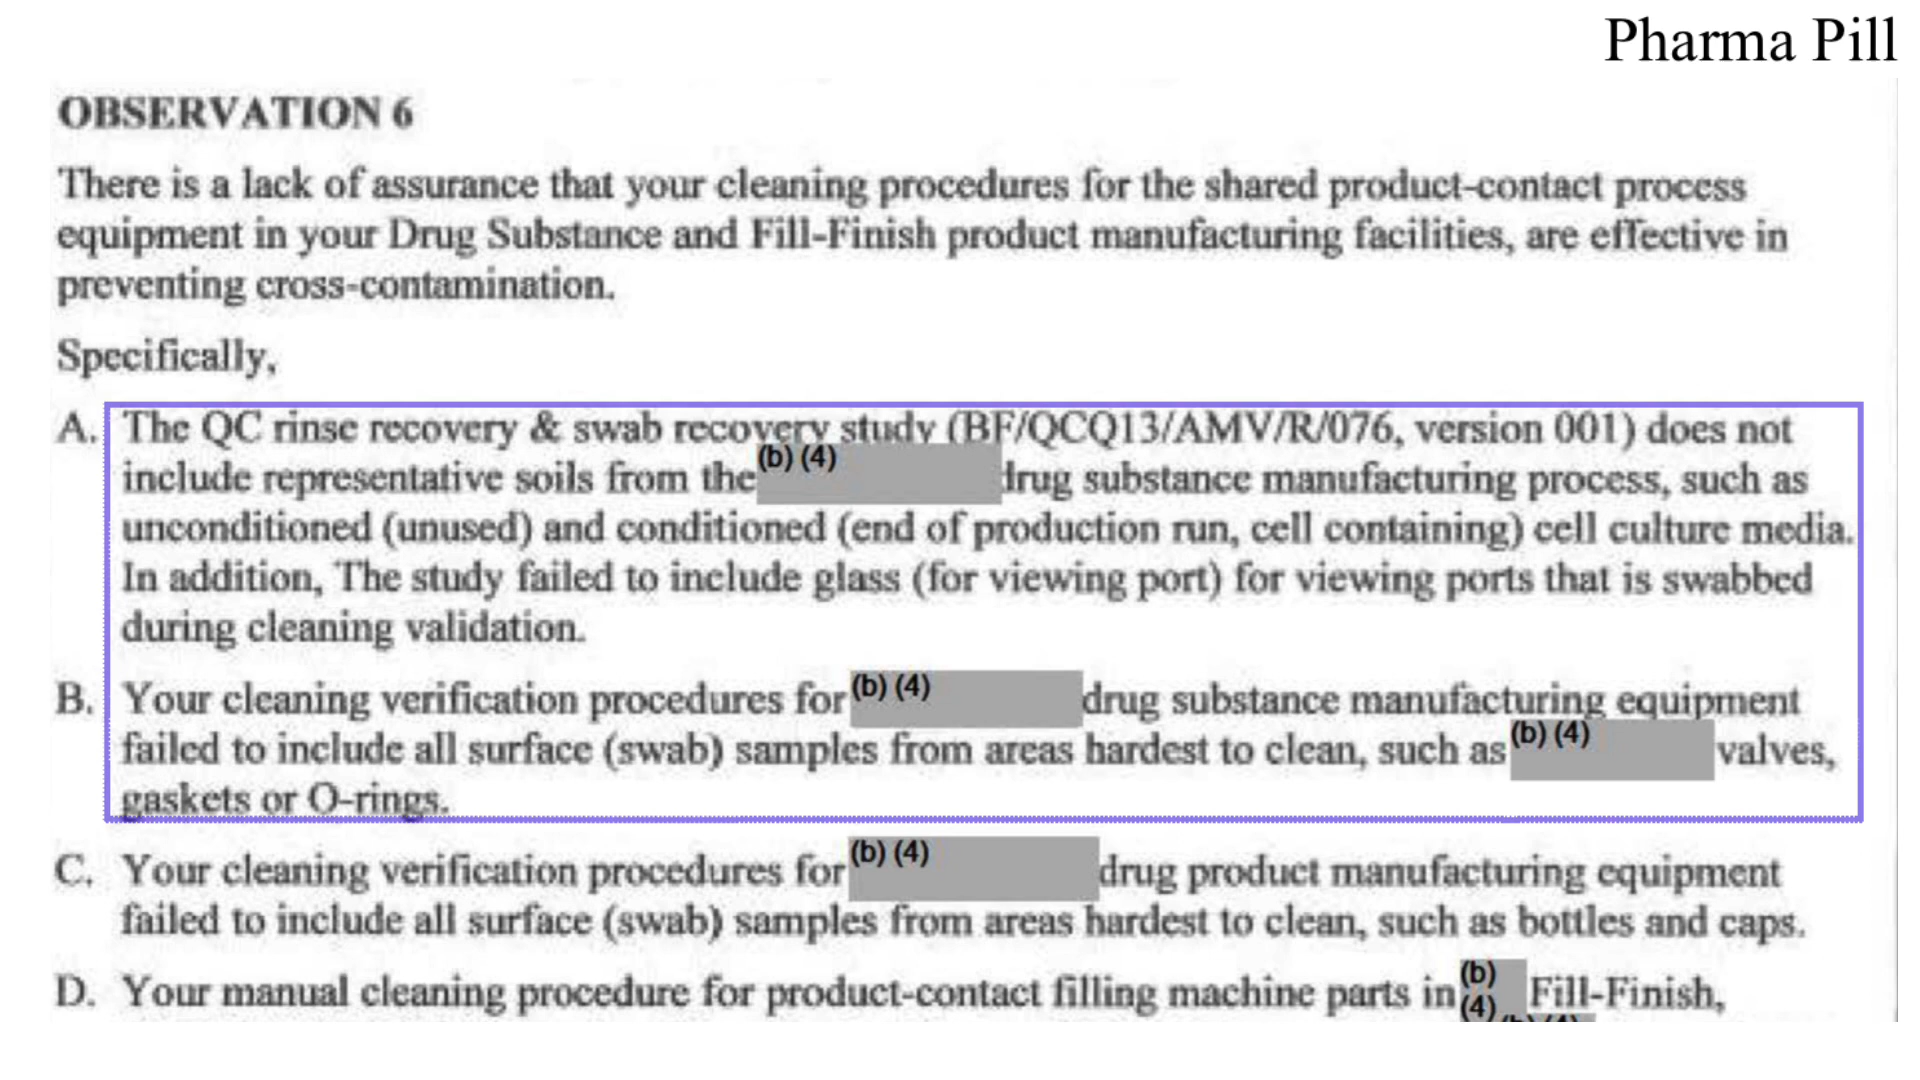 Pharma Pill
OBSERVATION 6
There is a lack of assurance that your cleaning procedures for the shared product-contact process
equipment in your Drug Substance and Fill-Finish product manufacturing facilities, are effective in
preventing cross-contamination.
Specifically,
A. The QC rinse recovery & swab recovery study (BF/QCQ13/AMV/R/076, version 001) does not
include representative soils from the (b) (4) drug substance manufacturing process, such as
unconditioned (unused) and conditioned (end of production run, cell containing) cell culture media.
In addition, The study failed to include glass (for viewing port) for viewing ports that is swabbed
during cleaning validation.
B. Your cleaning verification procedures for (b) (4) drug substance manufacturing equipment
failed to include all surface (swab) samples from areas hardest to clean, such as (b) (4) valves,
gaskets or O-rings.
C. Your cleaning verification procedures for (b) (4) drug product manufacturing equipment
failed to include all surface (swab) samples from areas hardest to clean, such as bottles and caps.
D. Your manual cleaning procedure for product-contact filling machine parts in (b) (4) Fill-Finish,